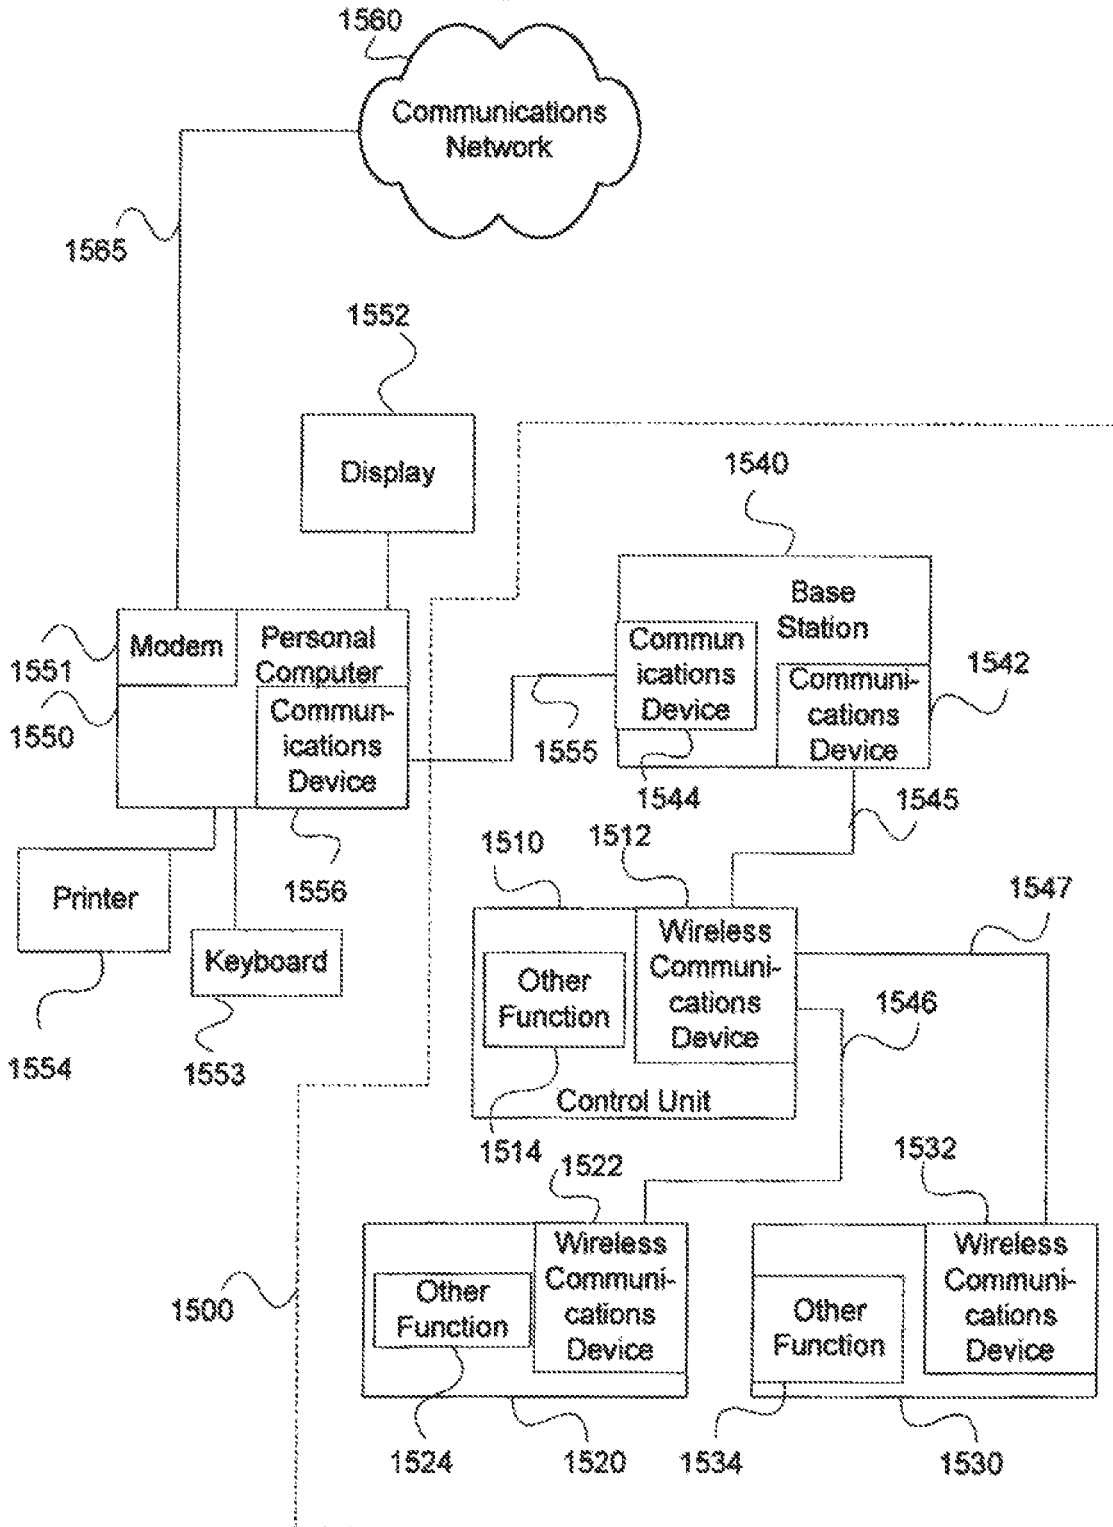 1560
Communications
Network
1565
1552
Display
1540
Base
Station
Modem
Personal
Computer
1551
1550
Communi-
ications
Device
Commun
ications
Device
Communi-
cations
Device
1542
1555
1544
1545
1556
Printer
Keyboard
1554
1553
1510
1512
Wireless
Communi-
cations
Device
Other
Function
Control Unit
1514
1547
1546
1522
1532
Wireless
Communi-
cations
Device
Other
Function
Wireless
Communi-
cations
Device
Other
Function
1500
1524
1520
1534
1530